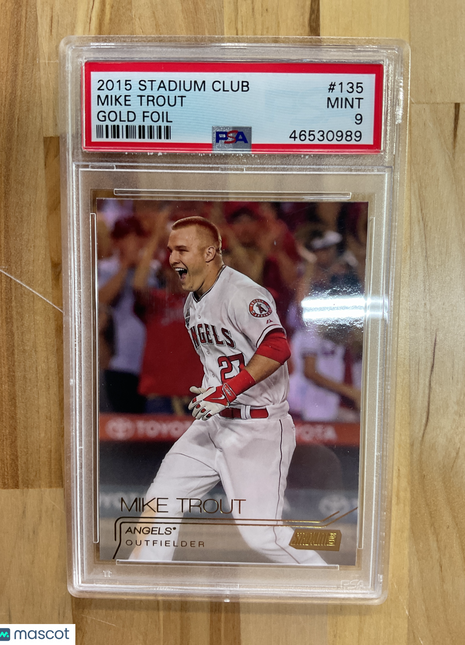 2015 STADIUM CLUB #135
MIKE TROUT MINT
GOLD FOIL 9
PSA 46530989
ANGELS
27
TOYOTA
MIKE TROUT
ANGELS®
OUTFIELDER
mascot